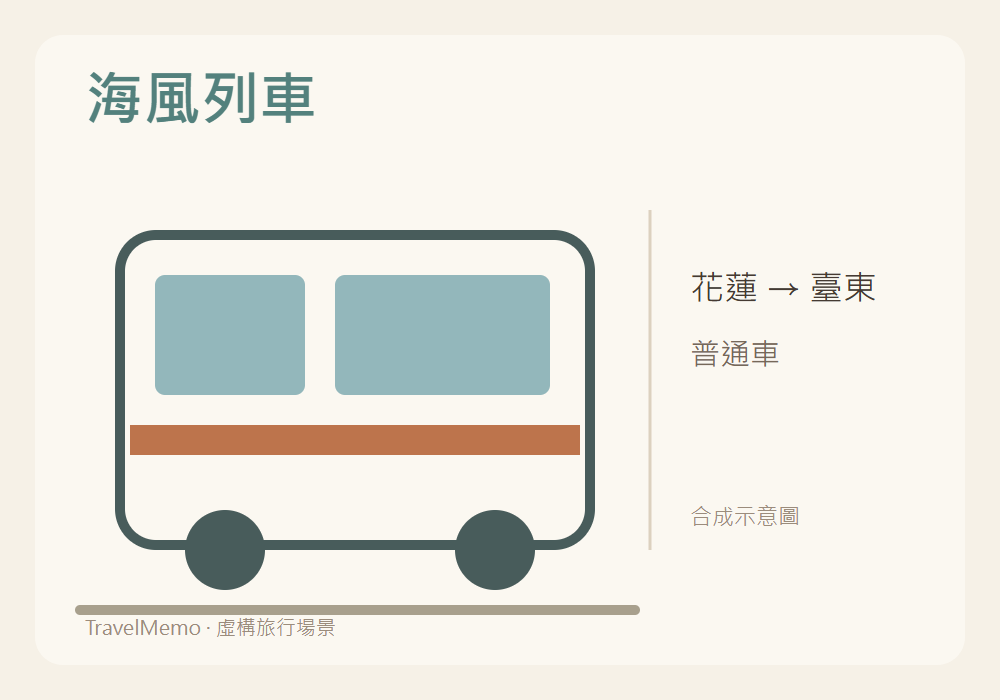 海風列車
花蓮 → 臺東
普通車
合成示意圖
TravelMemo · 虛構旅行場景